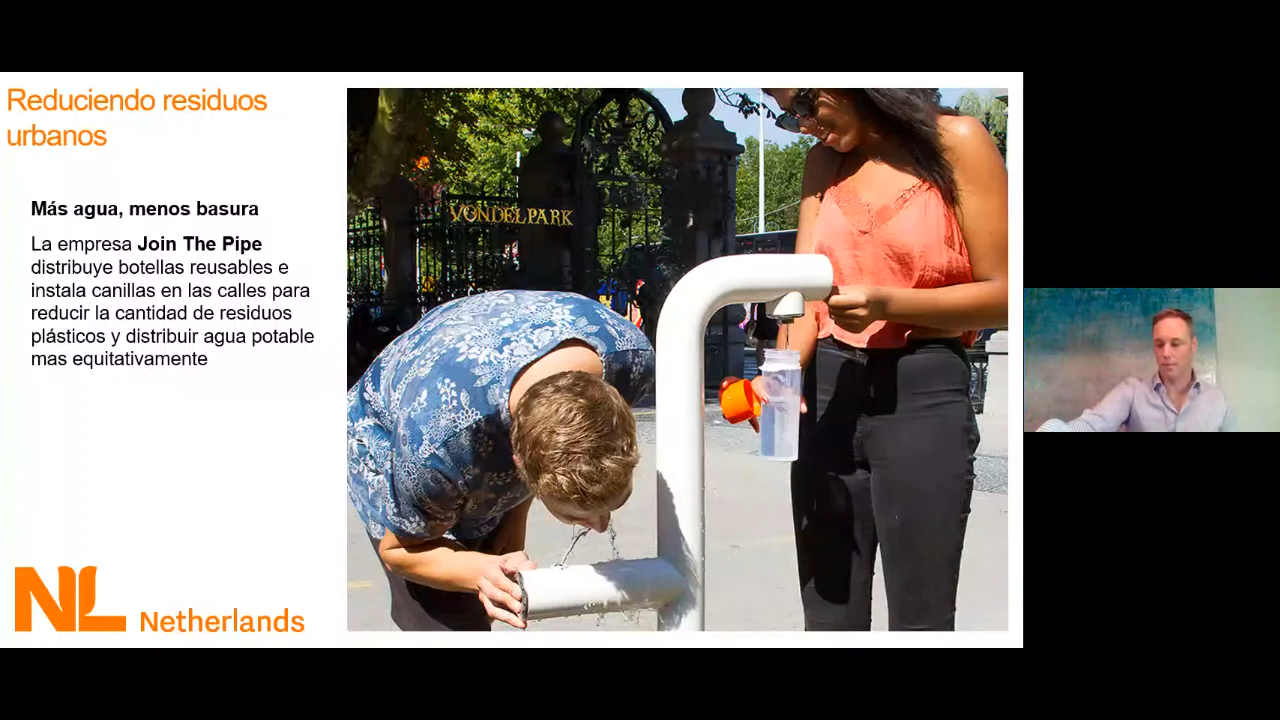 Reduciendo residuos
urbanos
Más agua, menos basura
La empresa Join The Pipe
distribuye botellas reusables e
instala canillas en las calles para
reducir la cantidad de residuos
plásticos y distribuir agua potable
mas equitativamente
VONDELPARK
NL Netherlands